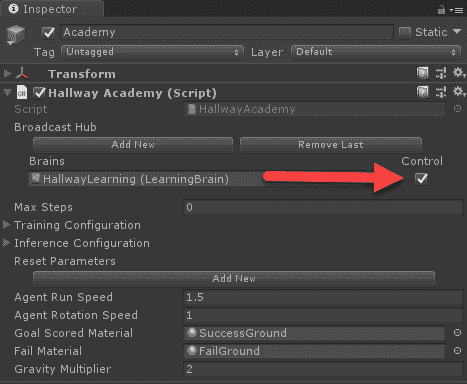 Inspector
Academy
Static
Tag Untagged Layer Default
Transform
Hallway Academy (Script)
Script HallwayAcademy
Broadcast Hub
Add New Remove Last
Brains Control
HallwayLearning (LearningBrain)
Max Steps 0
Training Configuration
Inference Configuration
Reset Parameters
Add New
Agent Run Speed 1.5
Agent Rotation Speed 1
Goal Scored Material SuccessGround
Fail Material FailGround
Gravity Multiplier 2